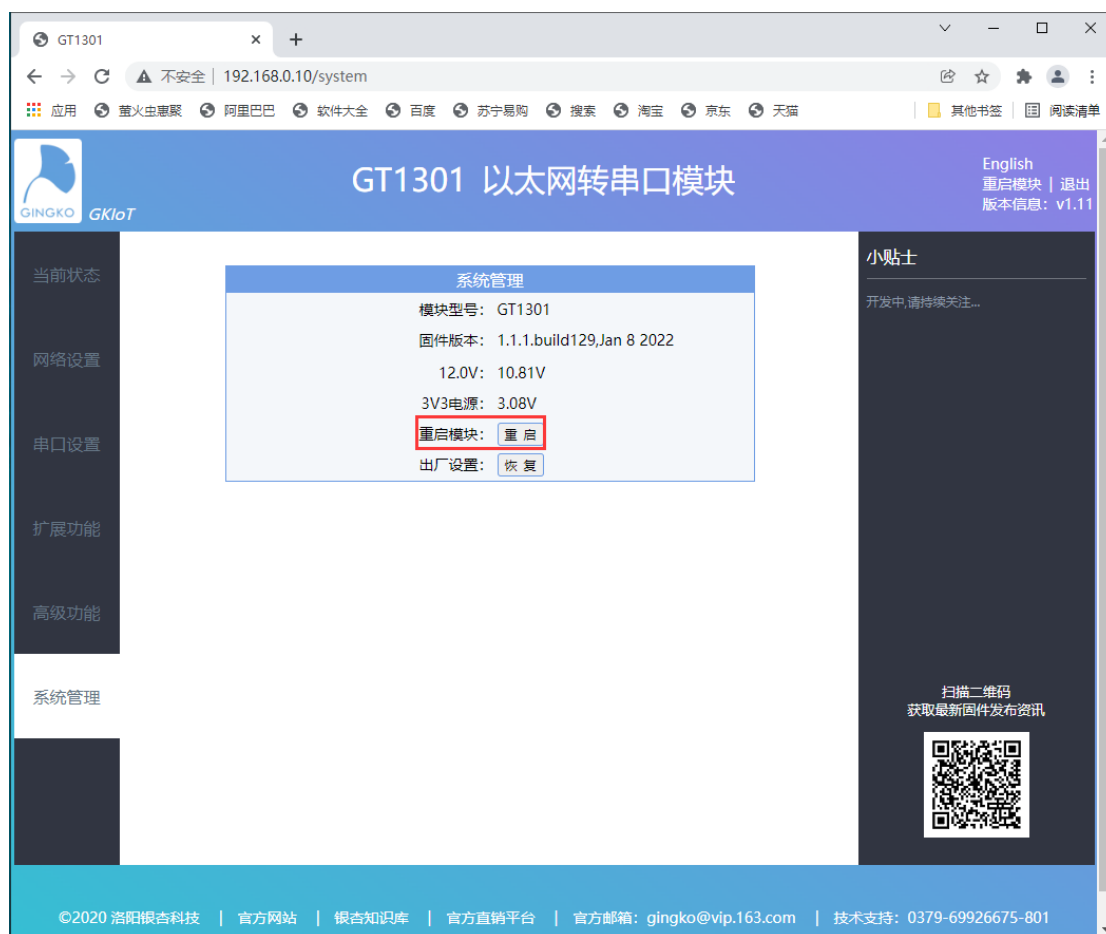 GT1301
不安全 | 192.168.0.10/system
应用 萤火虫惠聚 阿里巴巴 软件大全 百度 苏宁易购 搜索 淘宝 京东 天猫 其他书签 阅读清单
GINGKO GKIoT
GT1301 以太网转串口模块
English
重启模块 | 退出
版本信息：v1.11
当前状态
网络设置
串口设置
扩展功能
高级功能
系统管理
系统管理
模块型号： GT1301
固件版本： 1.1.1.build129,Jan 8 2022
12.0V： 10.81V
3V3电源： 3.08V
重启模块： 重 启
出厂设置： 恢 复
小贴士
开发中,请持续关注...
扫描二维码
获取最新固件发布资讯
©2020 洛阳银杏科技 | 官方网站 | 银杏知识库 | 官方直销平台 | 官方邮箱：gingko@vip.163.com | 技术支持：0379-69926675-801